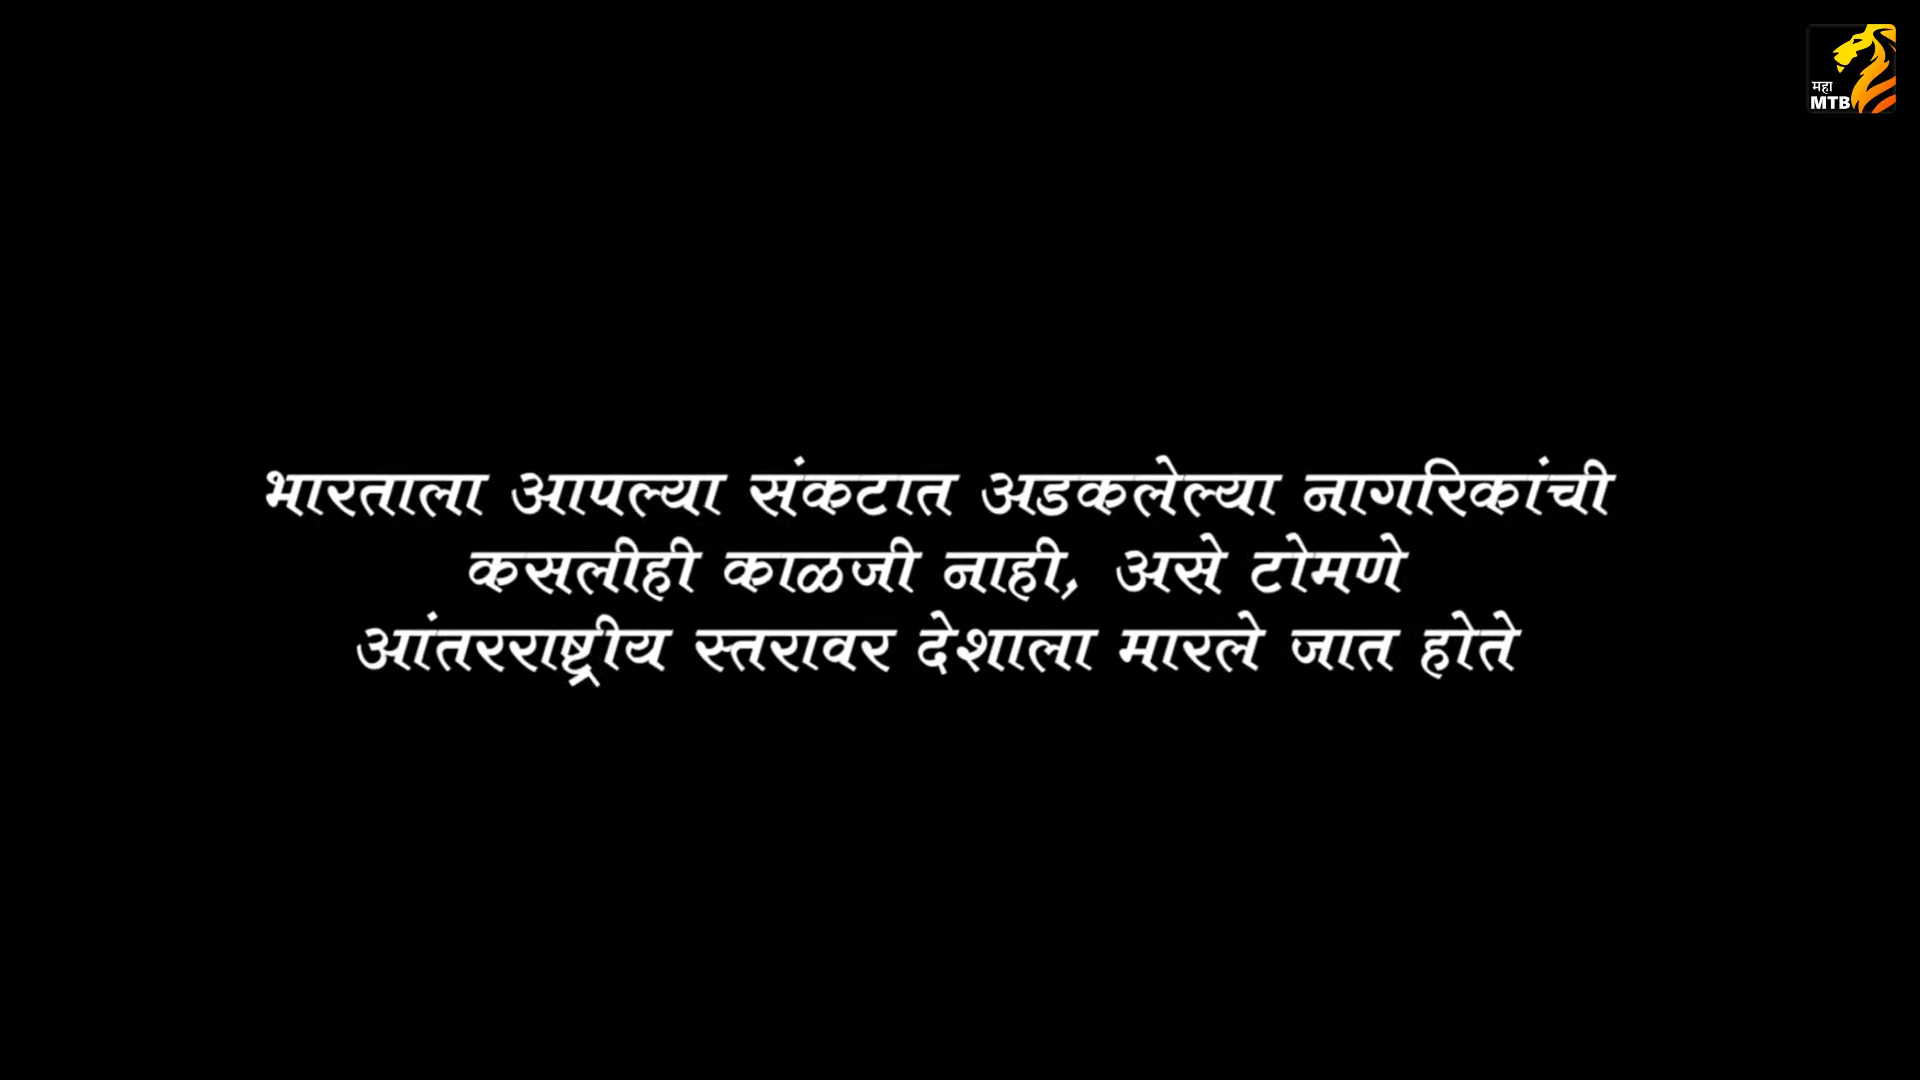 महा
MTB
भारताला आपल्या संकटात अडकलेल्या नागरिकांची
कसलीही काळजी नाही, असे टोमणे
आंतरराष्ट्रीय स्तरावर देशाला मारले जात होते